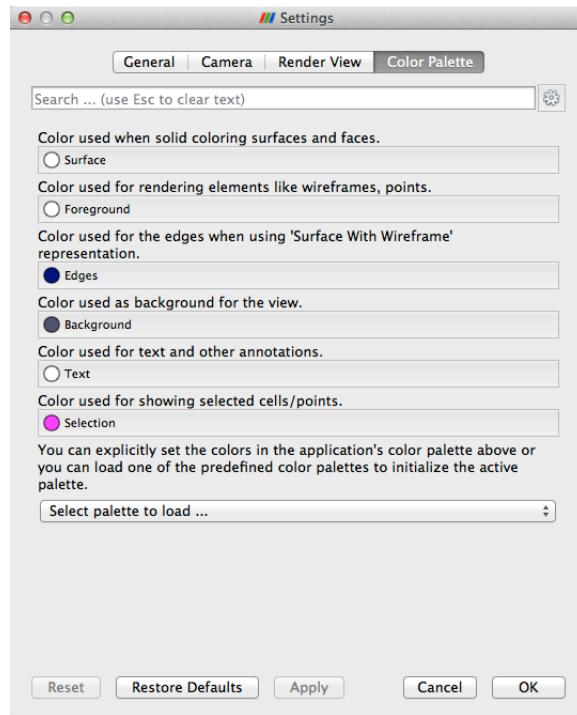 Settings
General Camera Render View Color Palette
Search ... (use Esc to clear text)
Color used when solid coloring surfaces and faces.
Surface
Color used for rendering elements like wireframes, points.
Foreground
Color used for the edges when using 'Surface With Wireframe'
representation.
Edges
Color used as background for the view.
Background
Color used for text and other annotations.
Text
Color used for showing selected cells/points.
Selection
You can explicitly set the colors in the application's color palette above or
you can load one of the predefined color palettes to initialize the active
palette.
Select palette to load ...
Reset Restore Defaults Apply Cancel OK